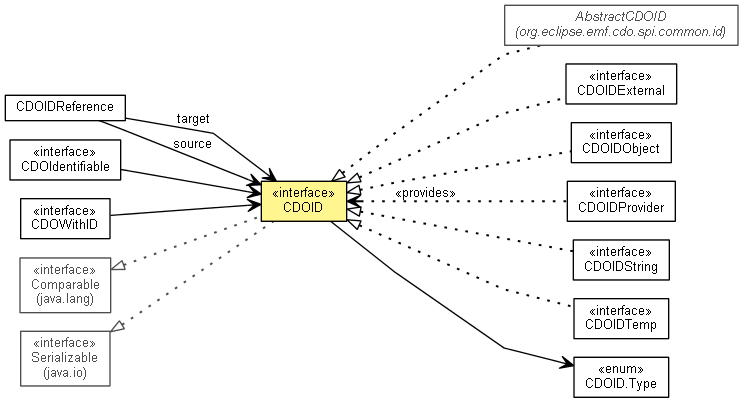 AbstractCDOID
(org.eclipse.emf.cdo.spi.common.id)
«interface»
CDOIDExternal
CDOIDReference
target
source
«interface»
CDOIDObject
«interface»
CDOIdentifiable
«interface»
CDOID
«provides»
«interface»
CDOIDProvider
«interface»
CDOWithID
«interface»
CDOIDString
«interface»
Comparable
(java.lang)
«interface»
CDOIDTemp
«interface»
Serializable
(java.io)
«enum»
CDOID.Type